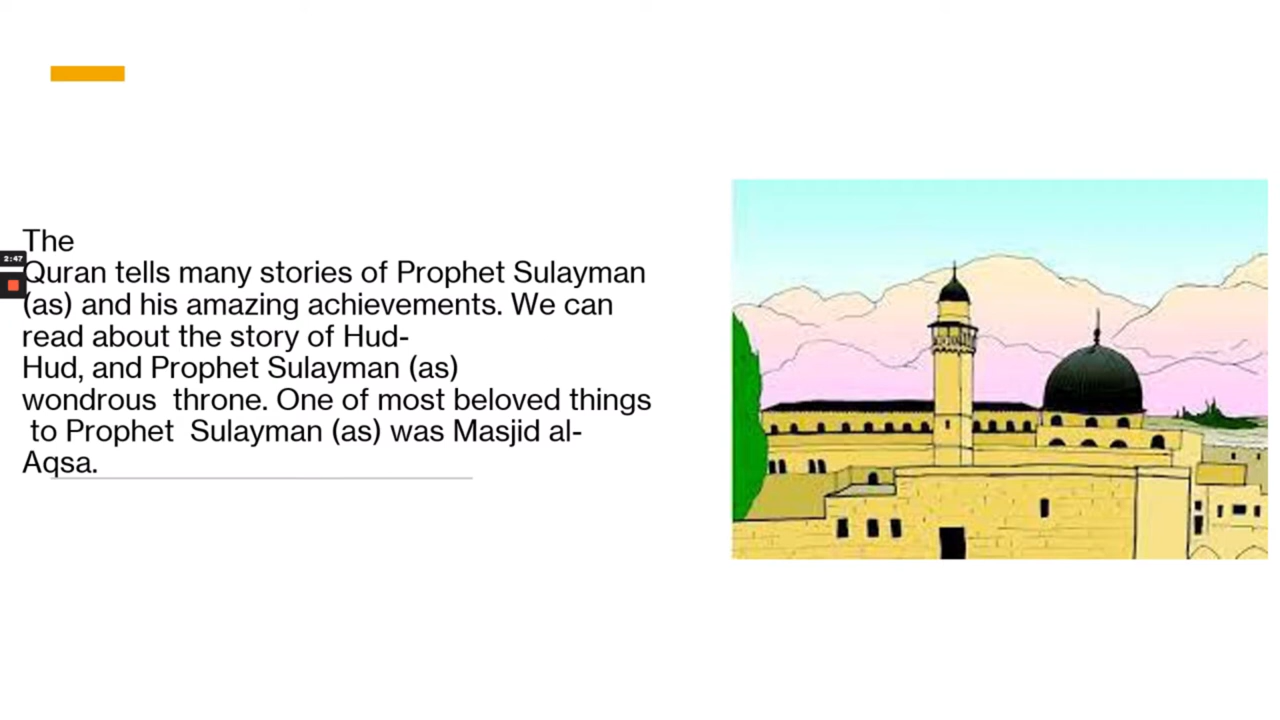 The
Quran tells many stories of Prophet Sulayman
(as) and his amazing achievements. We can
read about the story of Hud-
Hud, and Prophet Sulayman (as)
wondrous  throne. One of most beloved things
 to Prophet  Sulayman (as) was Masjid al-
Aqsa.
2:47